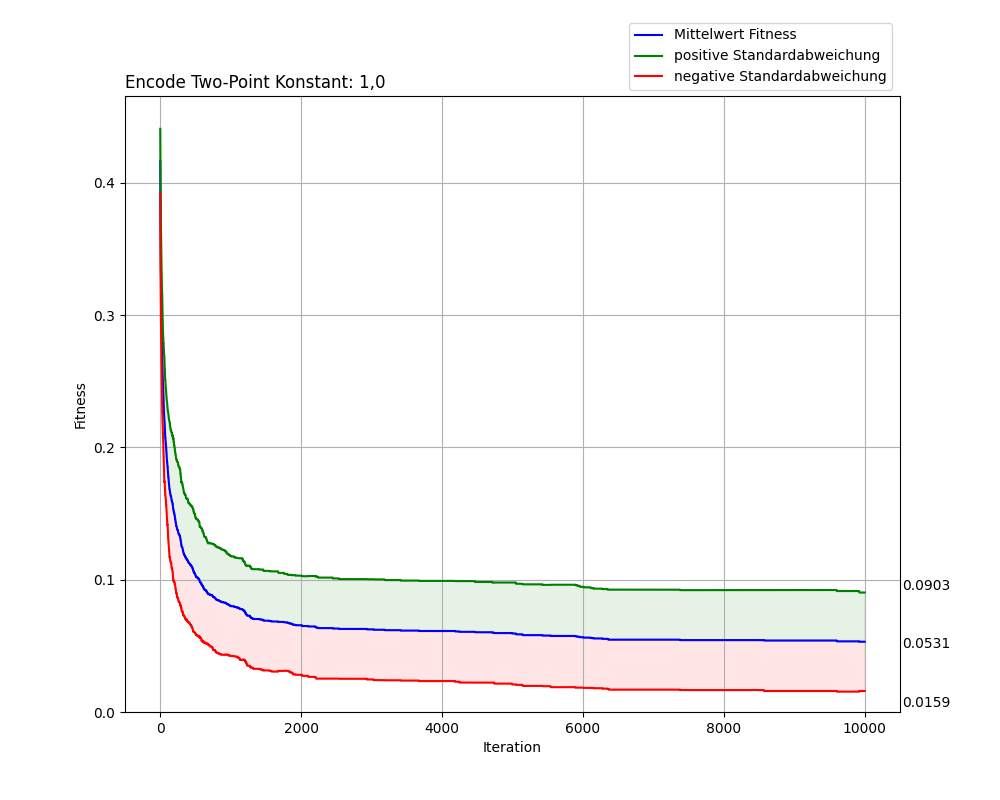 Mittelwert Fitness
positive Standardabweichung
negative Standardabweichung
Encode Two-Point Konstant: 1,0
Fitness
0.4
0.3
0.2
0.1
0.0
0.0903
0.0531
0.0159
0 2000 4000 6000 8000 10000
Iteration